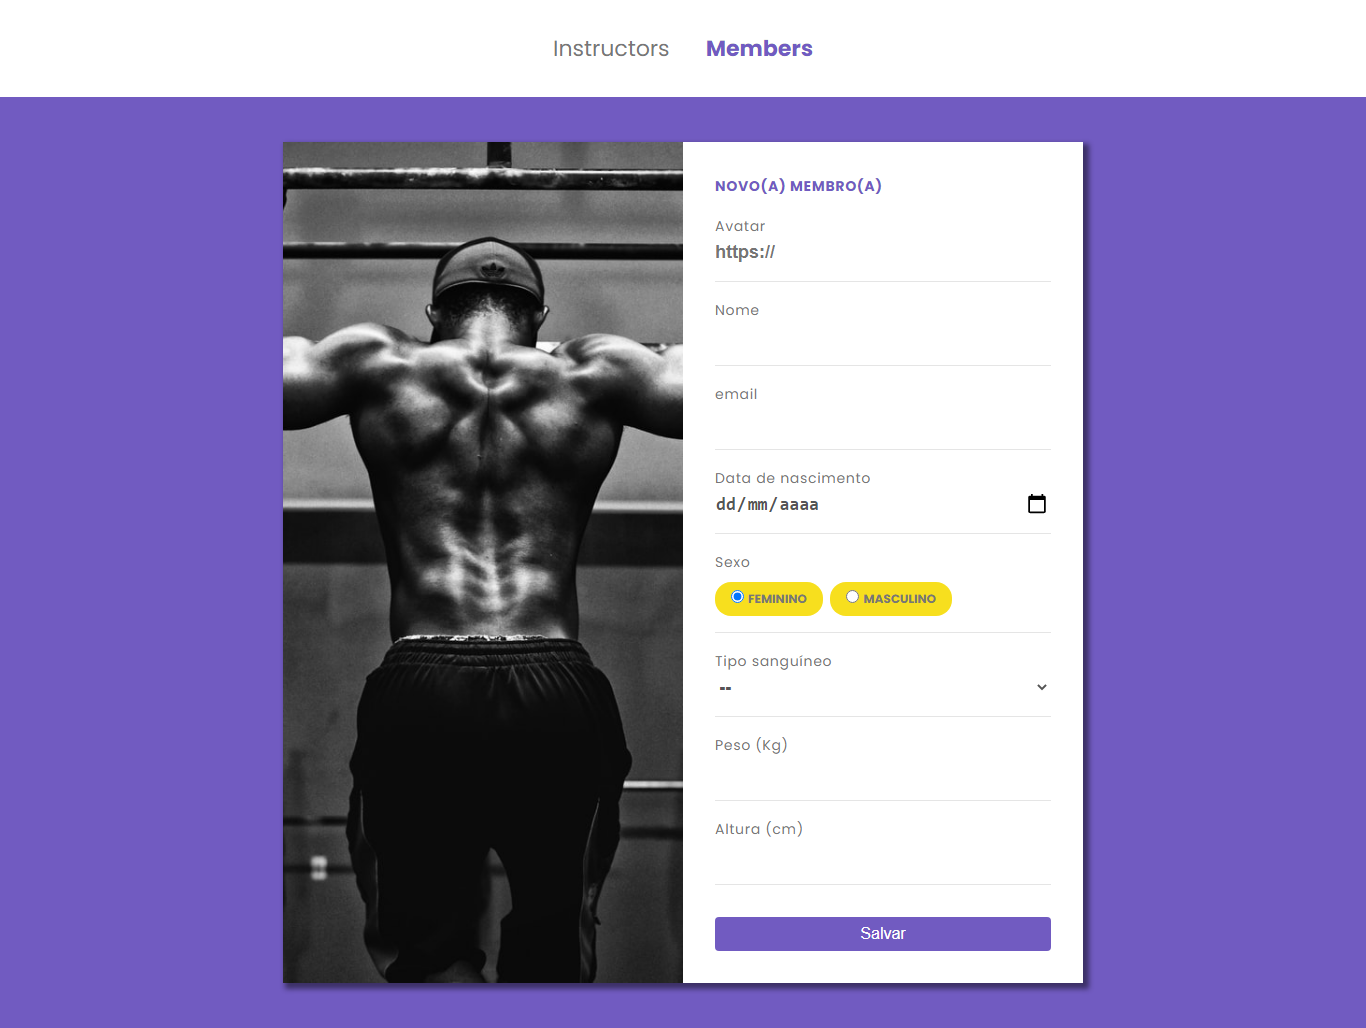 Instructors Members
NOVO(A) MEMBRO(A)
Avatar
https://
Nome
email
Data de nascimento
dd/mm/aaaa
Sexo
FEMININO MASCULINO
Tipo sanguíneo
--
Peso (Kg)
Altura (cm)
Salvar